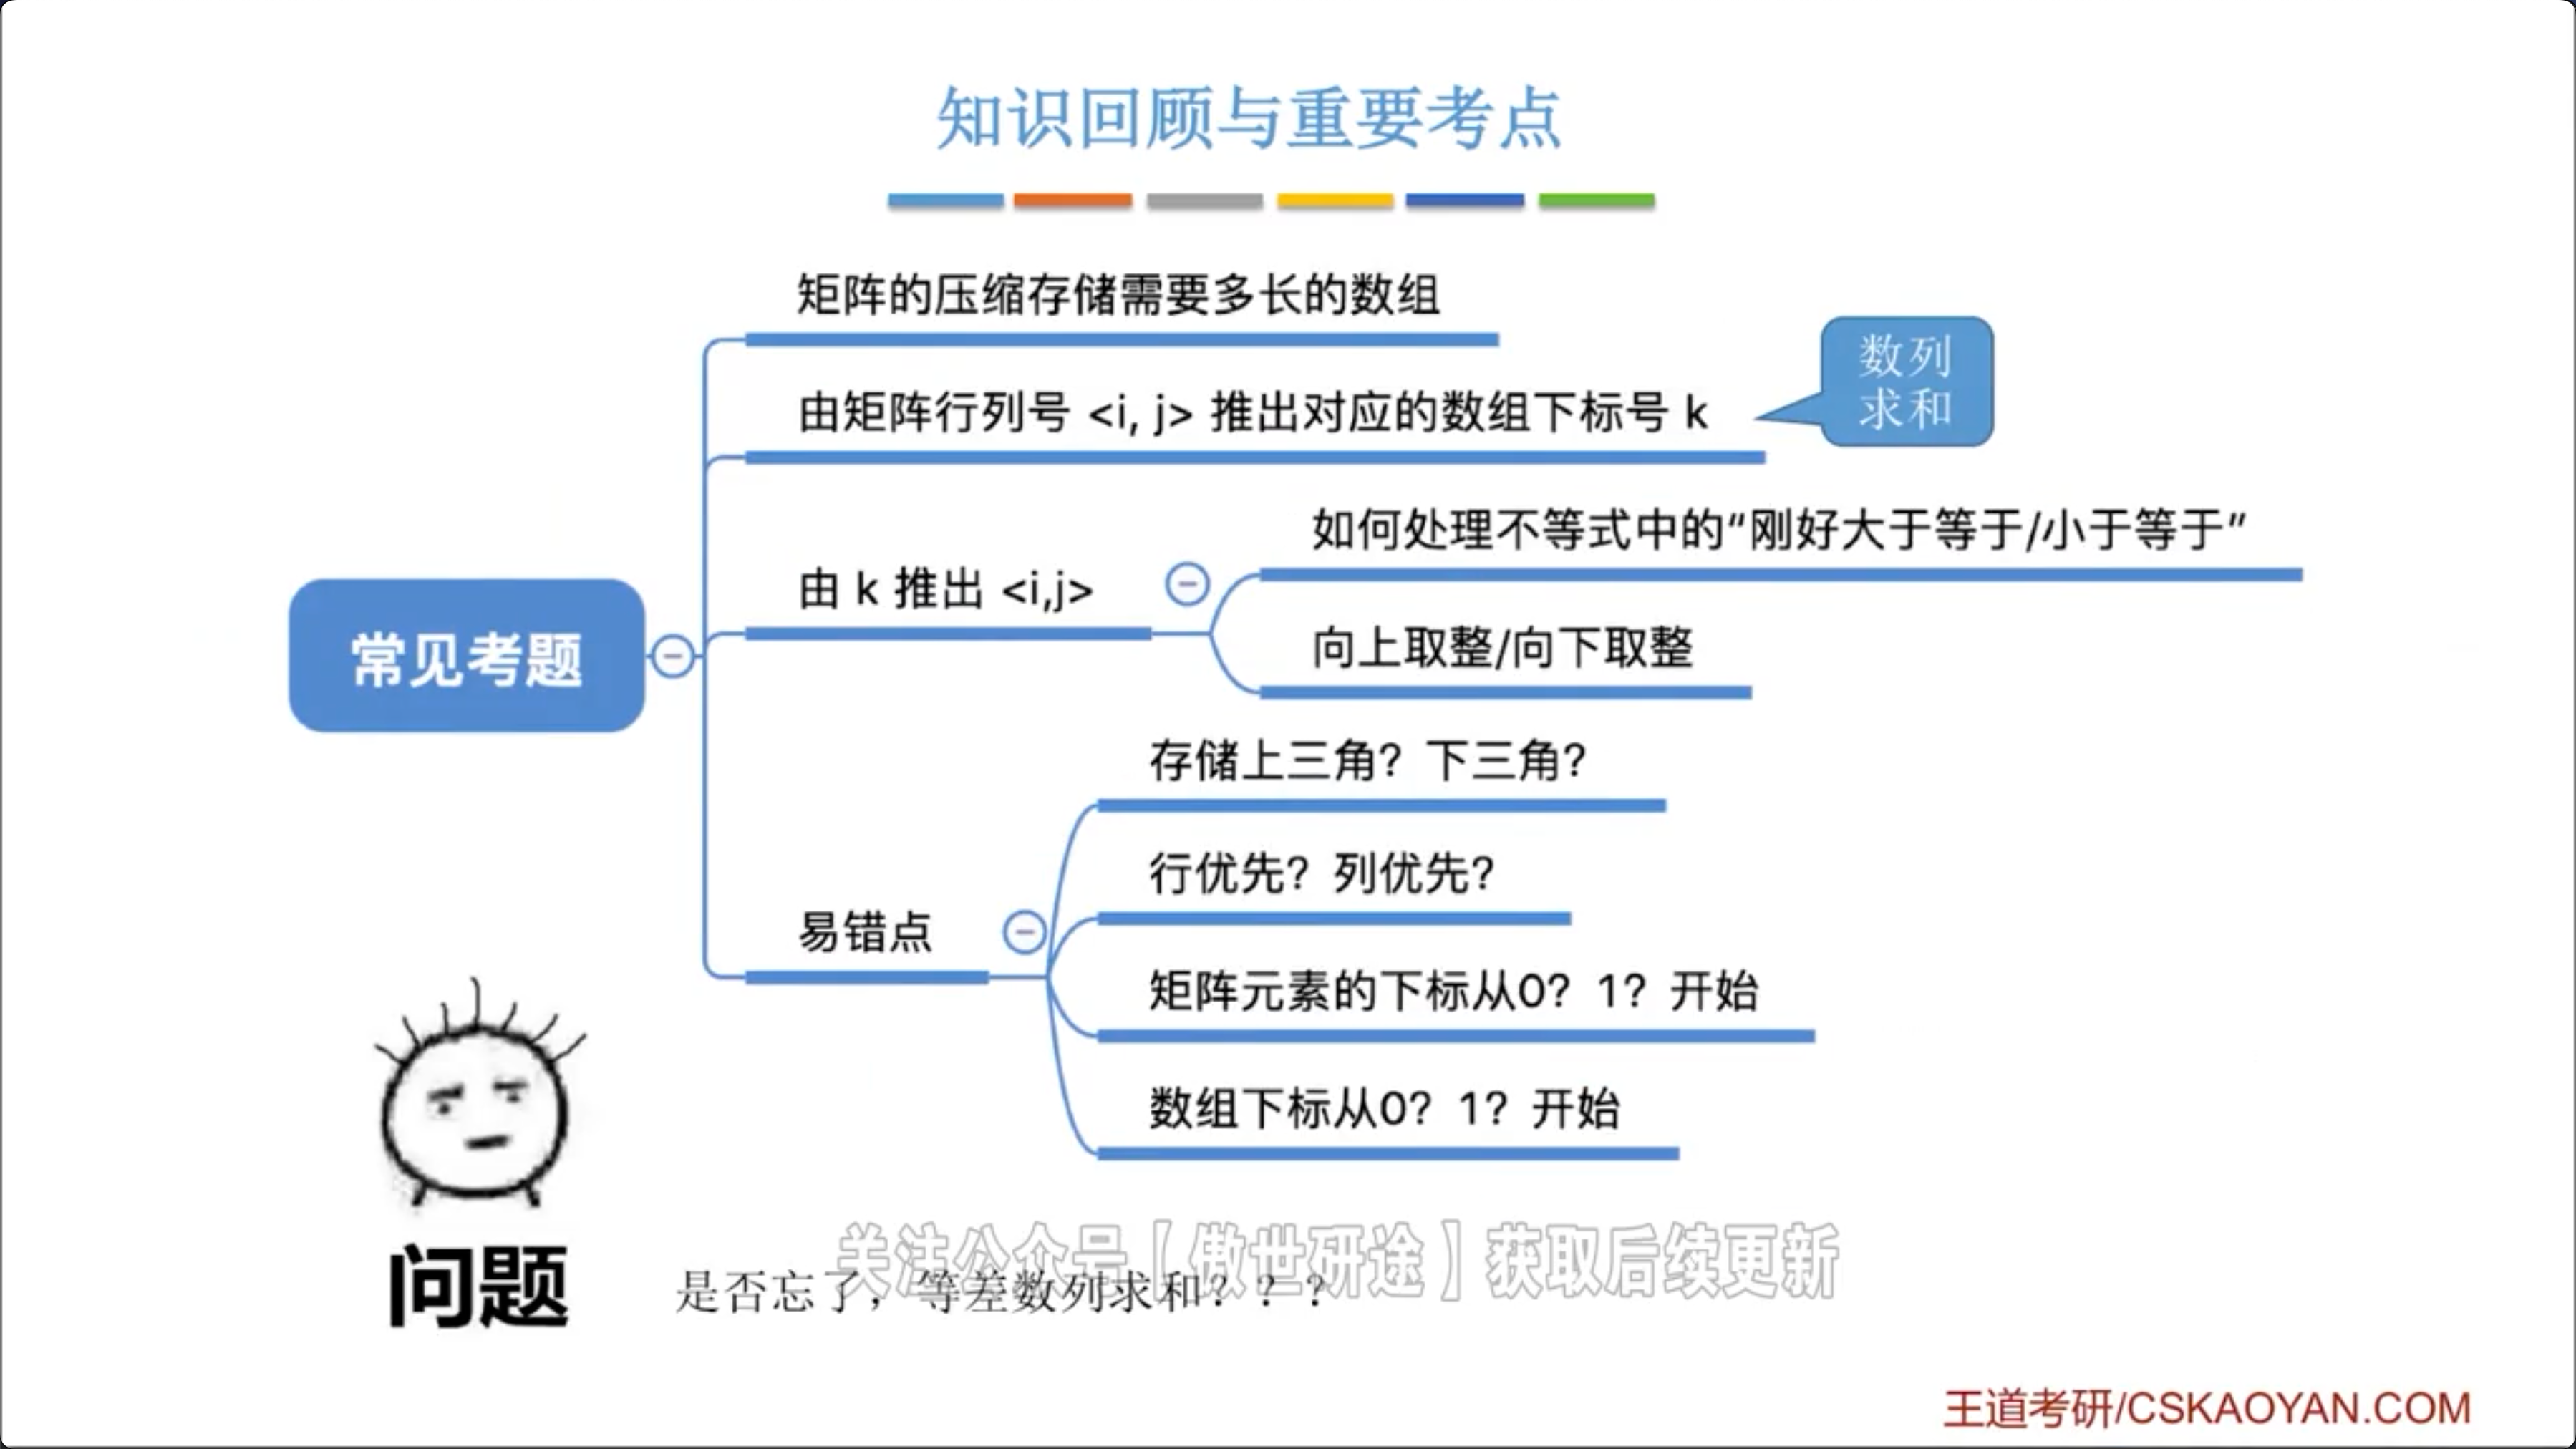 知识回顾与重要考点
矩阵的压缩存储需要多长的数组
数列
求和
由矩阵行列号 <i, j> 推出对应的数组下标号 k
如何处理不等式中的“刚好大于等于/小于等于”
由 k 推出 <i,j>
向上取整/向下取整
常见考题
存储上三角？下三角？
行优先？列优先？
易错点
矩阵元素的下标从0？1？开始
数组下标从0？1？开始
关注公众号【傲世研途】获取后续更新
问题
是否忘了，等差数列求和？？？
王道考研/CSKAOYAN.COM